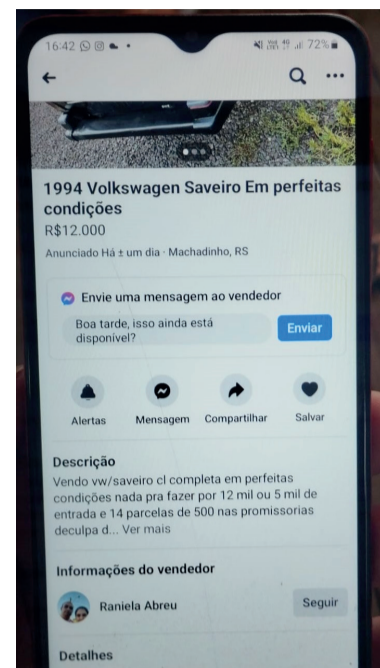 16:42
72%
1994 Volkswagen Saveiro Em perfeitas
condições
R$12.000
Anunciado Há ± um dia · Machadinho, RS
Envie uma mensagem ao vendedor
Boa tarde, isso ainda está
disponivel?
Enviar
Alertas Mensagem Compartilhar Salvar
Descrição
Vendo vw/saveiro cl completa em perfeitas
condições nada pra fazer por 12 mil ou 5 mil de
entrada e 14 parcelas de 500 nas promissorias
deculpa d... Ver mais
Informações do vendedor
Raniela Abreu
Seguir
Detalhes